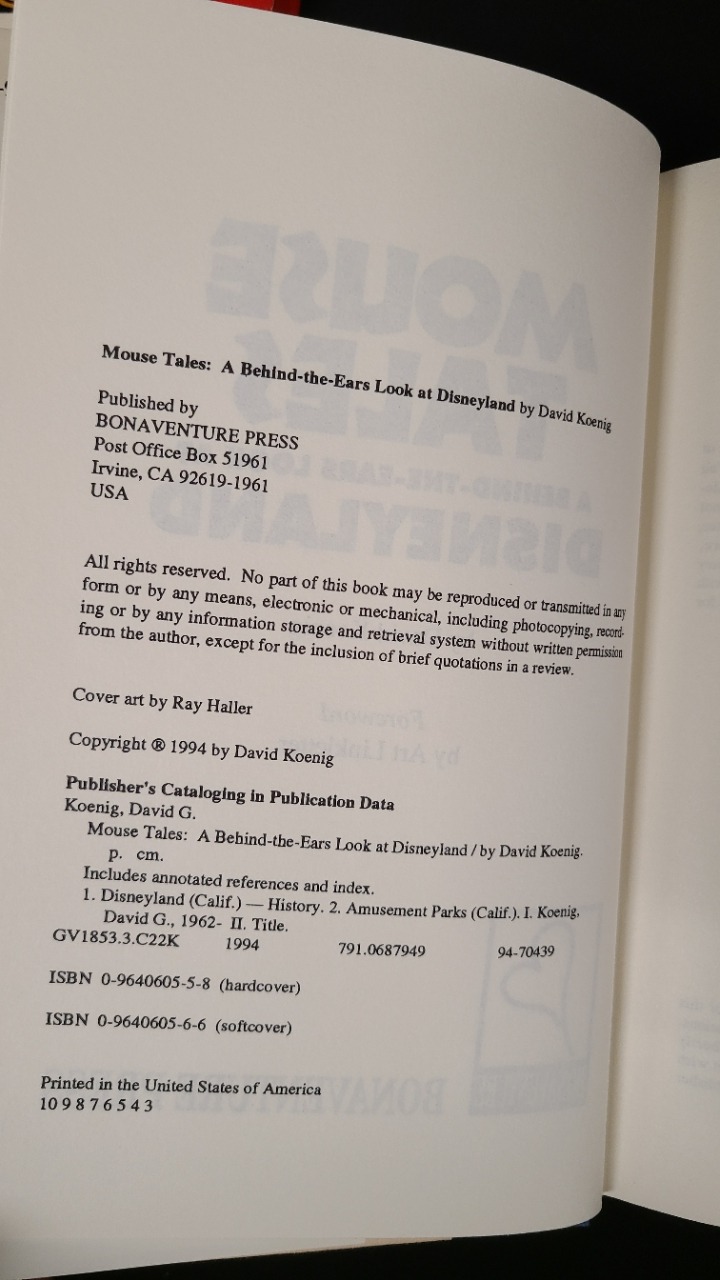 Mouse Tales: A Behind-the-Ears Look at Disneyland by David Koenig
Published by
BONAVENTURE PRESS
Post Office Box 51961
Irvine, CA 92619-1961
USA
All rights reserved. No part of this book may be reproduced or transmitted in any
form or by any means, electronic or mechanical, including photocopying, record-
ing or by any information storage and retrieval system without written permission
from the author, except for the inclusion of brief quotations in a review.
Cover art by Ray Haller
Copyright ® 1994 by David Koenig
Publisher's Cataloging in Publication Data
Koenig, David G.
Mouse Tales: A Behind-the-Ears Look at Disneyland / by David Koenig.
p. cm.
Includes annotated references and index.
1. Disneyland (Calif.) — History. 2. Amusement Parks (Calif.). I. Koenig,
David G., 1962- II. Title.
GV1853.3.C22K 1994 791.0687949 94-70439
ISBN 0-9640605-5-8 (hardcover)
ISBN 0-9640605-6-6 (softcover)
Printed in the United States of America
10 9 8 7 6 5 4 3